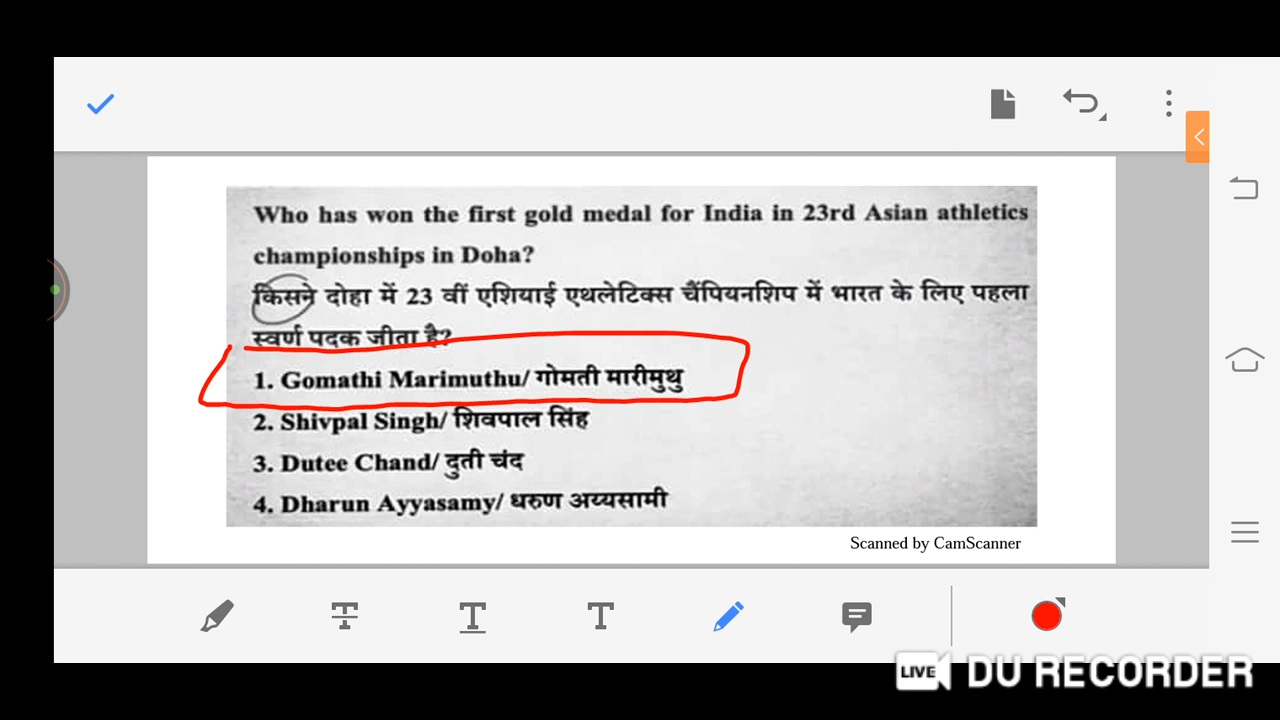 Who has won the first gold medal for India in 23rd Asian athletics
championships in Doha?
किसने दोहा में 23 वीं एशियाई एथलेटिक्स चैंपियनशिप में भारत के लिए पहला
स्वर्ण पदक जीता है?
1. Gomathi Marimuthu/ गोमती मारीमुथु
2. Shivpal Singh/ शिवपाल सिंह
3. Dutee Chand/ दुती चंद
4. Dharun Ayyasamy/ धरुण अय्यसामी
Scanned by CamScanner
T T T
LIVE DU RECORDER